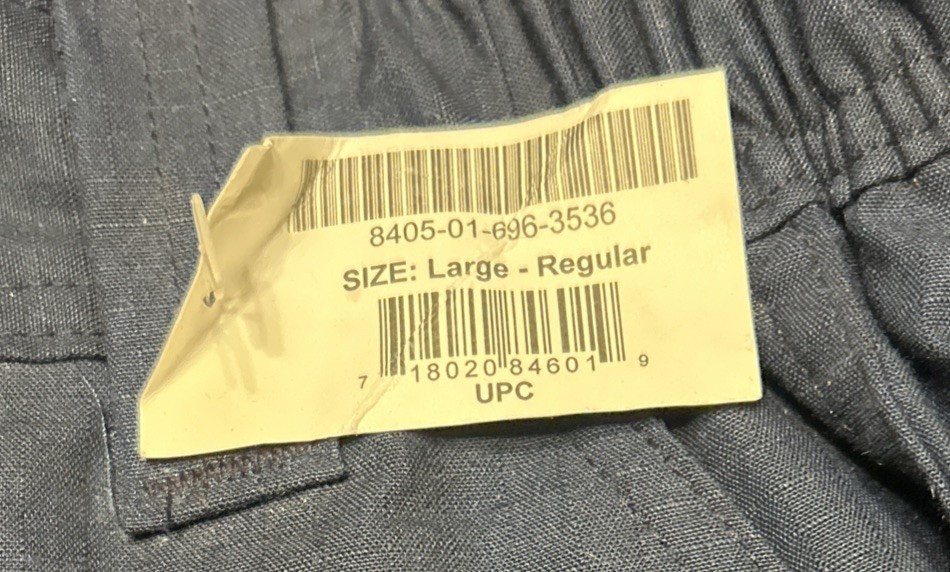 8405-01-696-3536
SIZE: Large - Regular
7 18020 84601 9
UPC